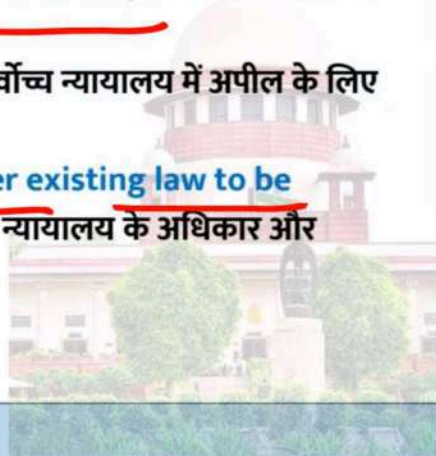 र्वोच्च न्यायालय में अपील के लिए
er existing law to be
न्यायालय के अधिकार और